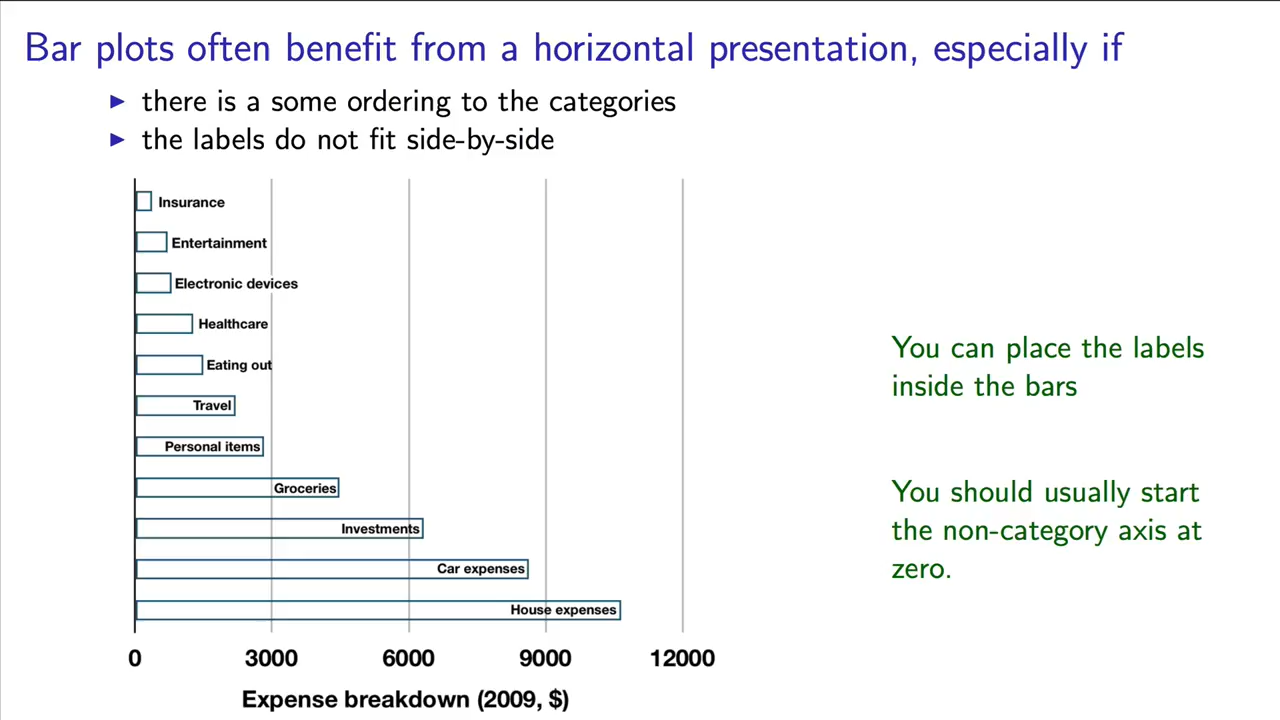 Bar plots often benefit from a horizontal presentation, especially if
▶ there is a some ordering to the categories
▶ the labels do not fit side-by-side
Insurance
Entertainment
Electronic devices
Healthcare
Eating out
Travel
Personal items
Groceries
Investments
Car expenses
House expenses
0 3000 6000 9000 12000
Expense breakdown (2009, $)
You can place the labels
inside the bars
You should usually start
the non-category axis at
zero.